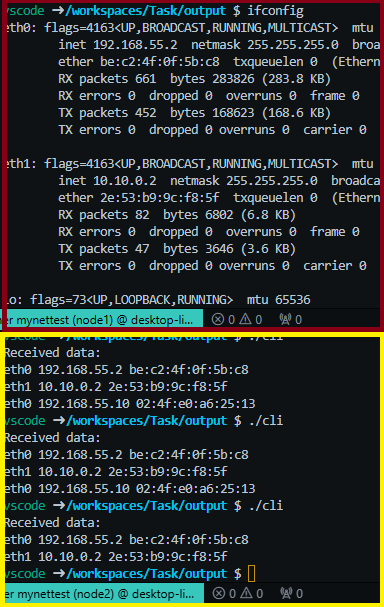 vscode ➜/workspaces/Task/output $ ifconfig
eth0: flags=4163<UP,BROADCAST,RUNNING,MULTICAST>  mtu
inet 192.168.55.2  netmask 255.255.255.0  broa
ether be:c2:4f:0f:5b:c8  txqueuelen 0  (Ethern
RX packets 661  bytes 283826 (283.8 KB)
RX errors 0  dropped 0  overruns 0  frame 0
TX packets 452  bytes 168623 (168.6 KB)
TX errors 0  dropped 0 overruns 0  carrier 0
eth1: flags=4163<UP,BROADCAST,RUNNING,MULTICAST>  mtu
inet 10.10.0.2  netmask 255.255.255.0  broadca
ether 2e:53:b9:9c:f8:5f  txqueuelen 0  (Ethern
RX packets 82  bytes 6802 (6.8 KB)
RX errors 0  dropped 0  overruns 0  frame 0
TX packets 47  bytes 3646 (3.6 KB)
TX errors 0  dropped 0 overruns 0  carrier 0
lo: flags=73<UP,LOOPBACK,RUNNING>  mtu 65536
er mynettest (node1) @ desktop-li... 0 0 0
vscode ➜/workspaces/Task/output $ ./cli
Received data:
eth0 192.168.55.2 be:c2:4f:0f:5b:c8
eth1 10.10.0.2 2e:53:b9:9c:f8:5f
eth0 192.168.55.10 02:4f:e0:a6:25:13
vscode ➜/workspaces/Task/output $ ./cli
Received data:
eth0 192.168.55.2 be:c2:4f:0f:5b:c8
eth1 10.10.0.2 2e:53:b9:9c:f8:5f
eth0 192.168.55.10 02:4f:e0:a6:25:13
vscode ➜/workspaces/Task/output $ ./cli
Received data:
eth0 192.168.55.2 be:c2:4f:0f:5b:c8
eth1 10.10.0.2 2e:53:b9:9c:f8:5f
vscode ➜/workspaces/Task/output $
er mynettest (node2) @ desktop-li... 0 0 0